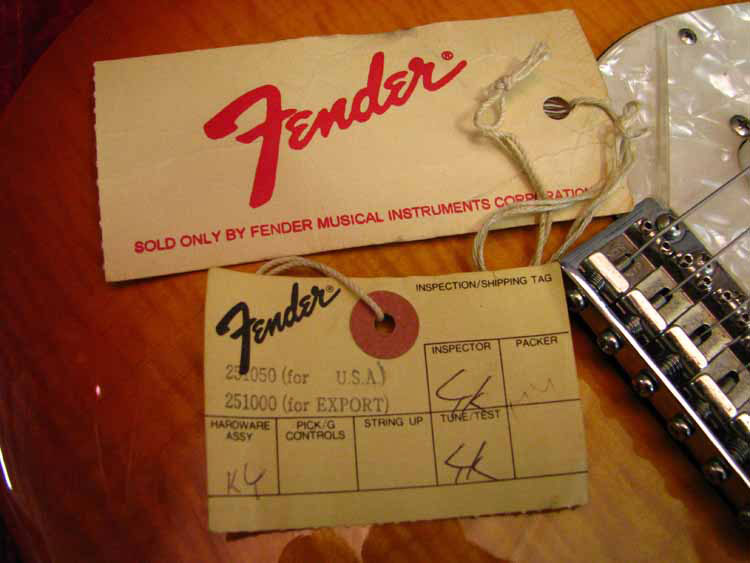 Fender®
SOLD ONLY BY FENDER MUSICAL INSTRUMENTS CORPORATION
Fender®
INSPECTION/SHIPPING TAG
251050 (for U.S.A.)
251000 (for EXPORT)
INSPECTOR
PACKER
HARDWARE
ASSY
PICK/G
CONTROLS
STRING UP
TUNE/TEST
KY